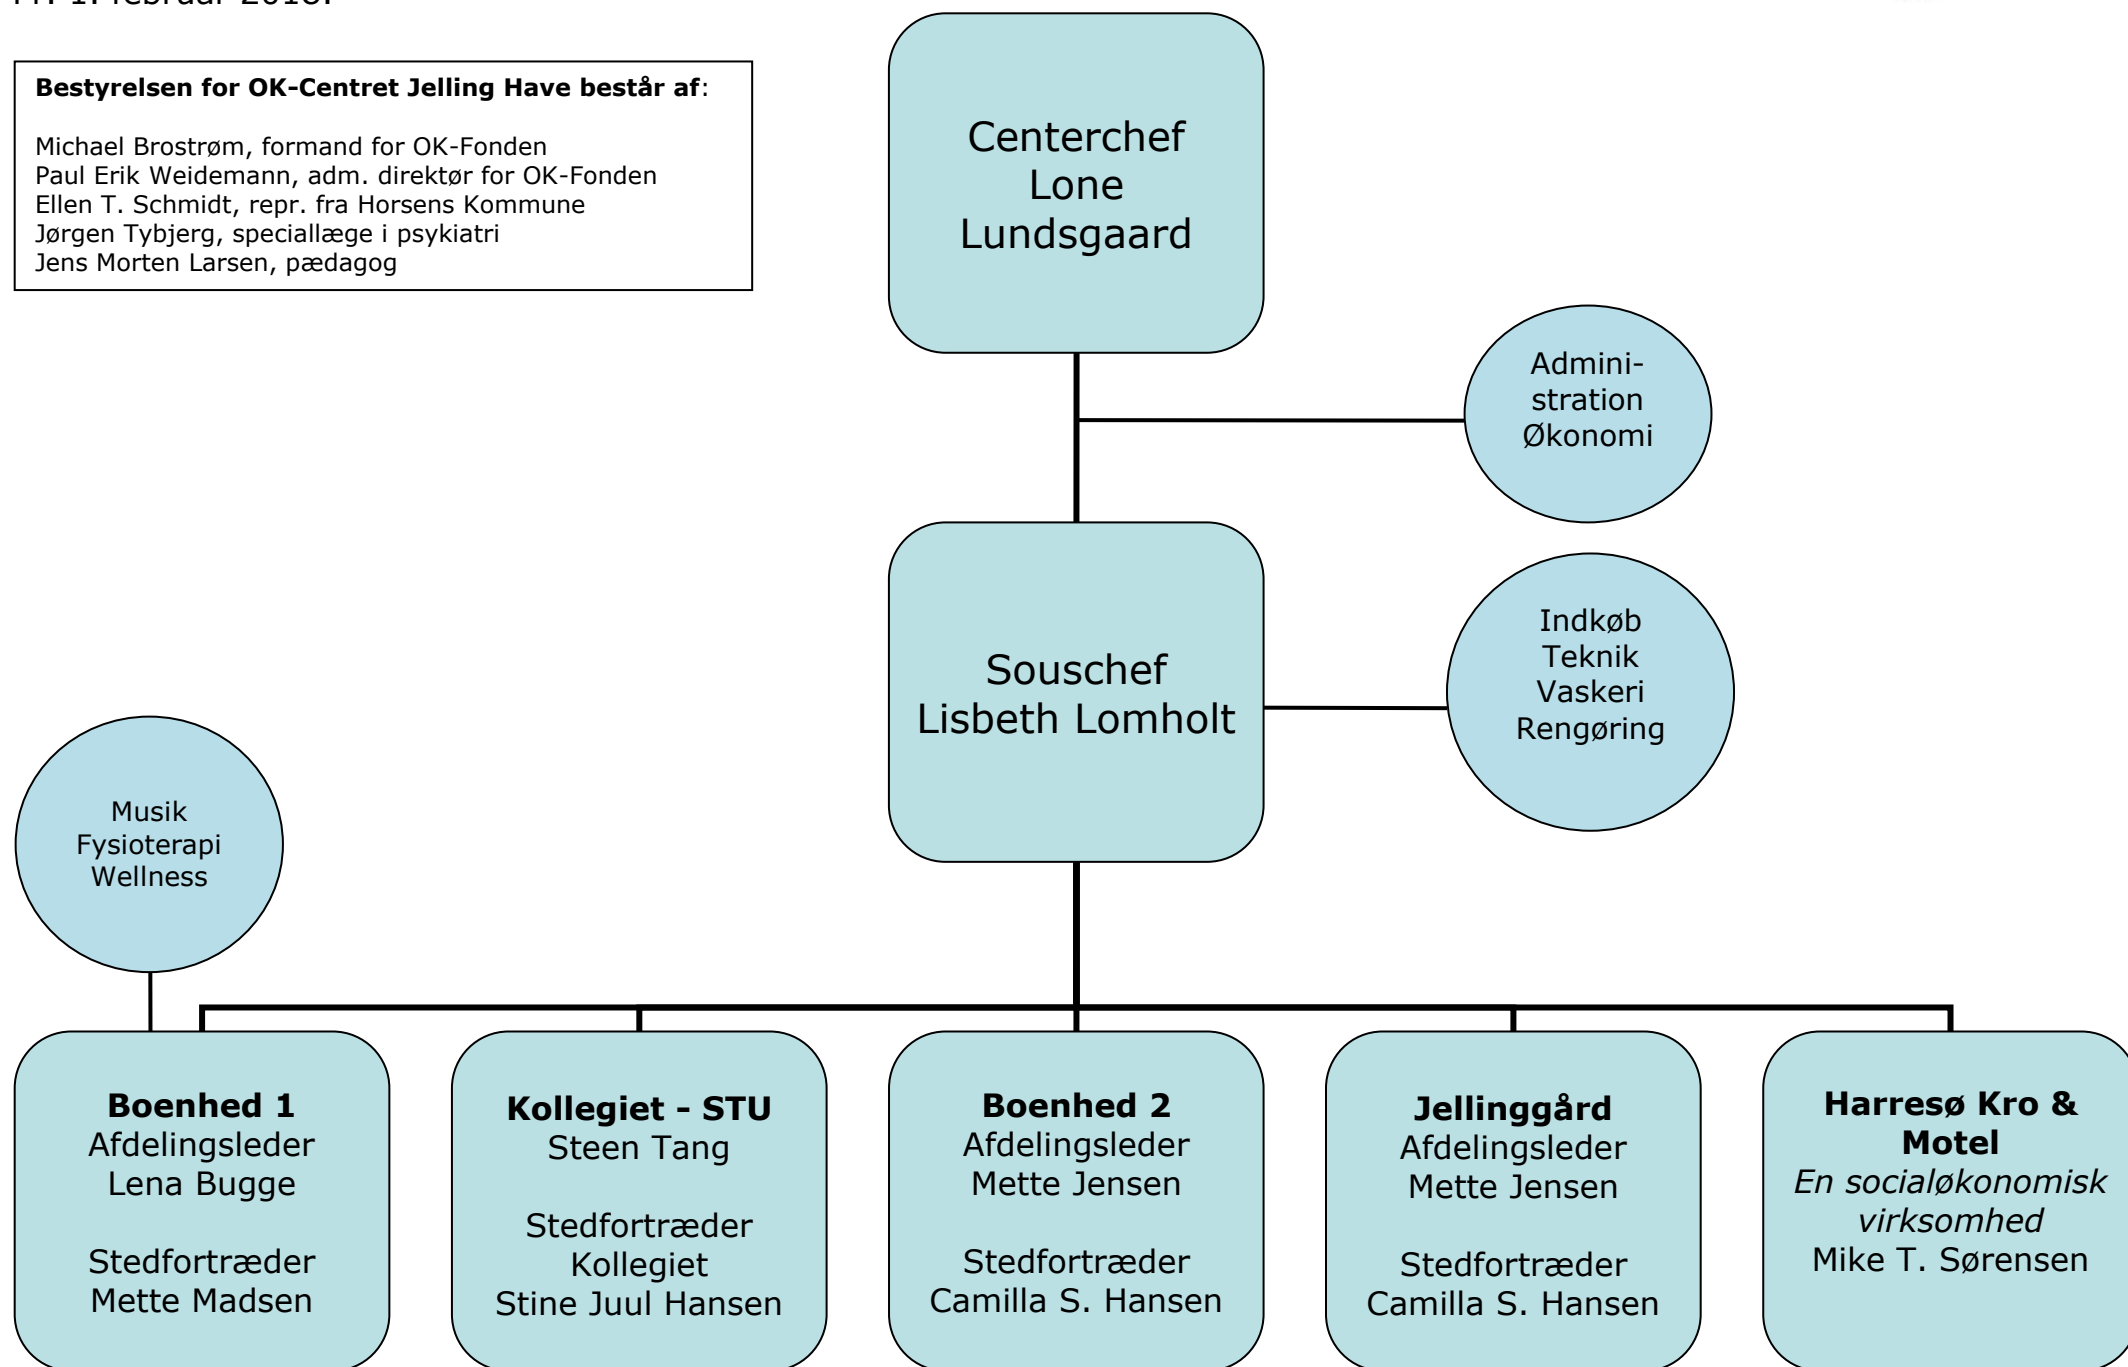 Pr. 1. februar 2018.
Bestyrelsen for OK-Centret Jelling Have består af:
Michael Brostrøm, formand for OK-Fonden
Paul Erik Weidemann, adm. direktør for OK-Fonden
Ellen T. Schmidt, repr. fra Horsens Kommune
Jørgen Tybjerg, speciallæge i psykiatri
Jens Morten Larsen, pædagog
Centerchef
Lone
Lundsgaard
Admini-
stration
Økonomi
Souschef
Lisbeth Lomholt
Indkøb
Teknik
Vaskeri
Rengøring
Musik
Fysioterapi
Wellness
Boenhed 1
Afdelingsleder
Lena Bugge
Stedfortræder
Mette Madsen
Kollegiet - STU
Steen Tang
Stedfortræder
Kollegiet
Stine Juul Hansen
Boenhed 2
Afdelingsleder
Mette Jensen
Stedfortræder
Camilla S. Hansen
Jellinggård
Afdelingsleder
Mette Jensen
Stedfortræder
Camilla S. Hansen
Harresø Kro &
Motel
En socialøkonomisk
virksomhed
Mike T. Sørensen